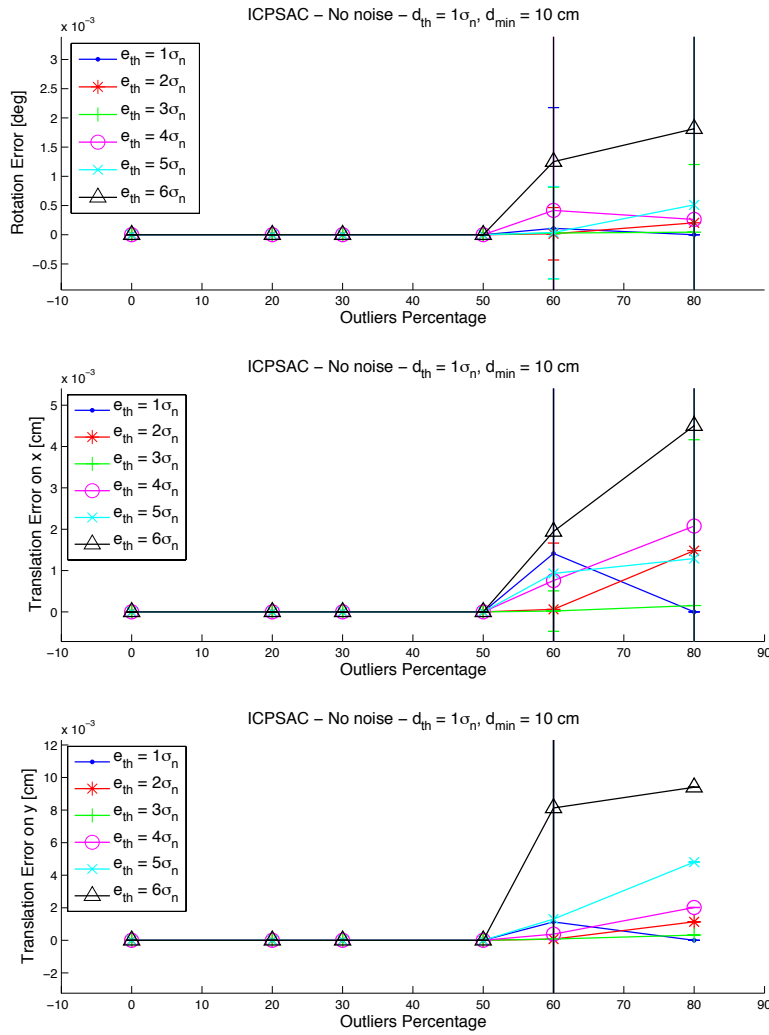 ICPSAC – No noise – d_th = 1σ_n, d_min = 10 cm
x 10^-3
e_th = 1σ_n
e_th = 2σ_n
e_th = 3σ_n
e_th = 4σ_n
e_th = 5σ_n
e_th = 6σ_n
Rotation Error [deg]
3
2.5
2
1.5
1
0.5
0
−0.5
−10 0 10 20 30 40 50 60 70 80 90
Outliers Percentage
ICPSAC – No noise – d_th = 1σ_n, d_min = 10 cm
x 10^-3
e_th = 1σ_n
e_th = 2σ_n
e_th = 3σ_n
e_th = 4σ_n
e_th = 5σ_n
e_th = 6σ_n
Translation Error on x [cm]
5
4
3
2
1
0
−10 0 10 20 30 40 50 60 70 80 90
Outliers Percentage
ICPSAC – No noise – d_th = 1σ_n, d_min = 10 cm
x 10^-3
e_th = 1σ_n
e_th = 2σ_n
e_th = 3σ_n
e_th = 4σ_n
e_th = 5σ_n
e_th = 6σ_n
Translation Error on y [cm]
12
10
8
6
4
2
0
−2
−10 0 10 20 30 40 50 60 70 80 90
Outliers Percentage